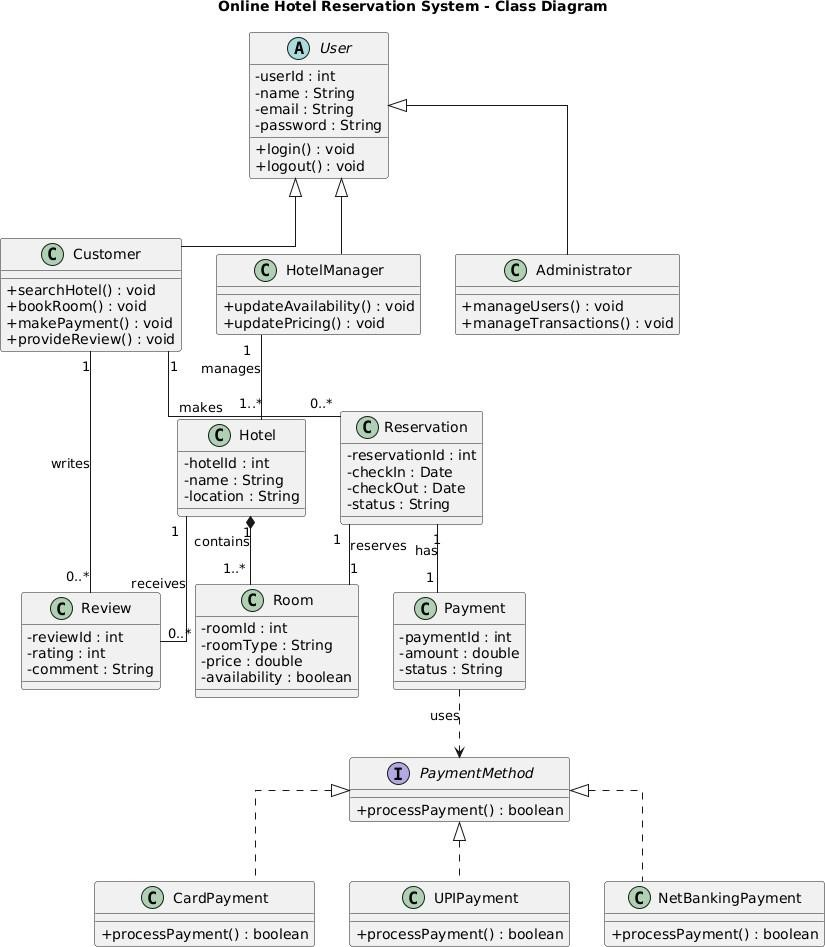 Online Hotel Reservation System - Class Diagram
A User
-userId : int
-name : String
-email : String
-password : String
+login() : void
+logout() : void
C Customer
+searchHotel() : void
+bookRoom() : void
+makePayment() : void
+provideReview() : void
C HotelManager
+updateAvailability() : void
+updatePricing() : void
C Administrator
+manageUsers() : void
+manageTransactions() : void
1
1
1
manages
makes
1..*
0..*
writes
C Hotel
-hotelId : int
-name : String
-location : String
C Reservation
-reservationId : int
-checkIn : Date
-checkOut : Date
-status : String
1
contains
1
1
reserves
1
has
0..*
receives
1..*
1
1
0..*
C Review
-reviewId : int
-rating : int
-comment : String
C Room
-roomId : int
-roomType : String
-price : double
-availability : boolean
C Payment
-paymentId : int
-amount : double
-status : String
uses
I PaymentMethod
+processPayment() : boolean
C CardPayment
+processPayment() : boolean
C UPIPayment
+processPayment() : boolean
C NetBankingPayment
+processPayment() : boolean